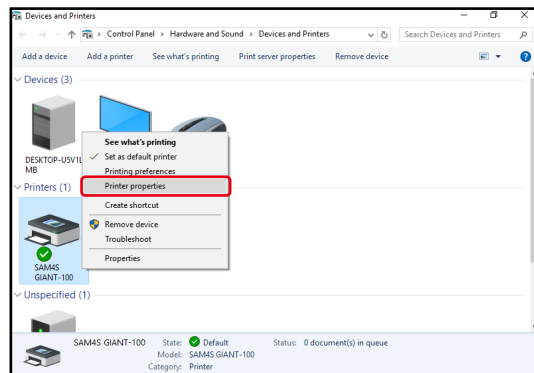 Devices and Printers
Control Panel > Hardware and Sound > Devices and Printers
Search Devices and Printers
Add a device Add a printer See what's printing Print server properties Remove device
Devices (3)
DESKTOP-U5V1L
MB
See what's printing
Set as default printer
Printing preferences
Printer properties
Create shortcut
Remove device
Troubleshoot
Properties
Printers (1)
SAM4S
GIANT-100
Unspecified (1)
SAM4S GIANT-100 State: Default Status: 0 document(s) in queue
Model: SAM4S GIANT-100
Category: Printer